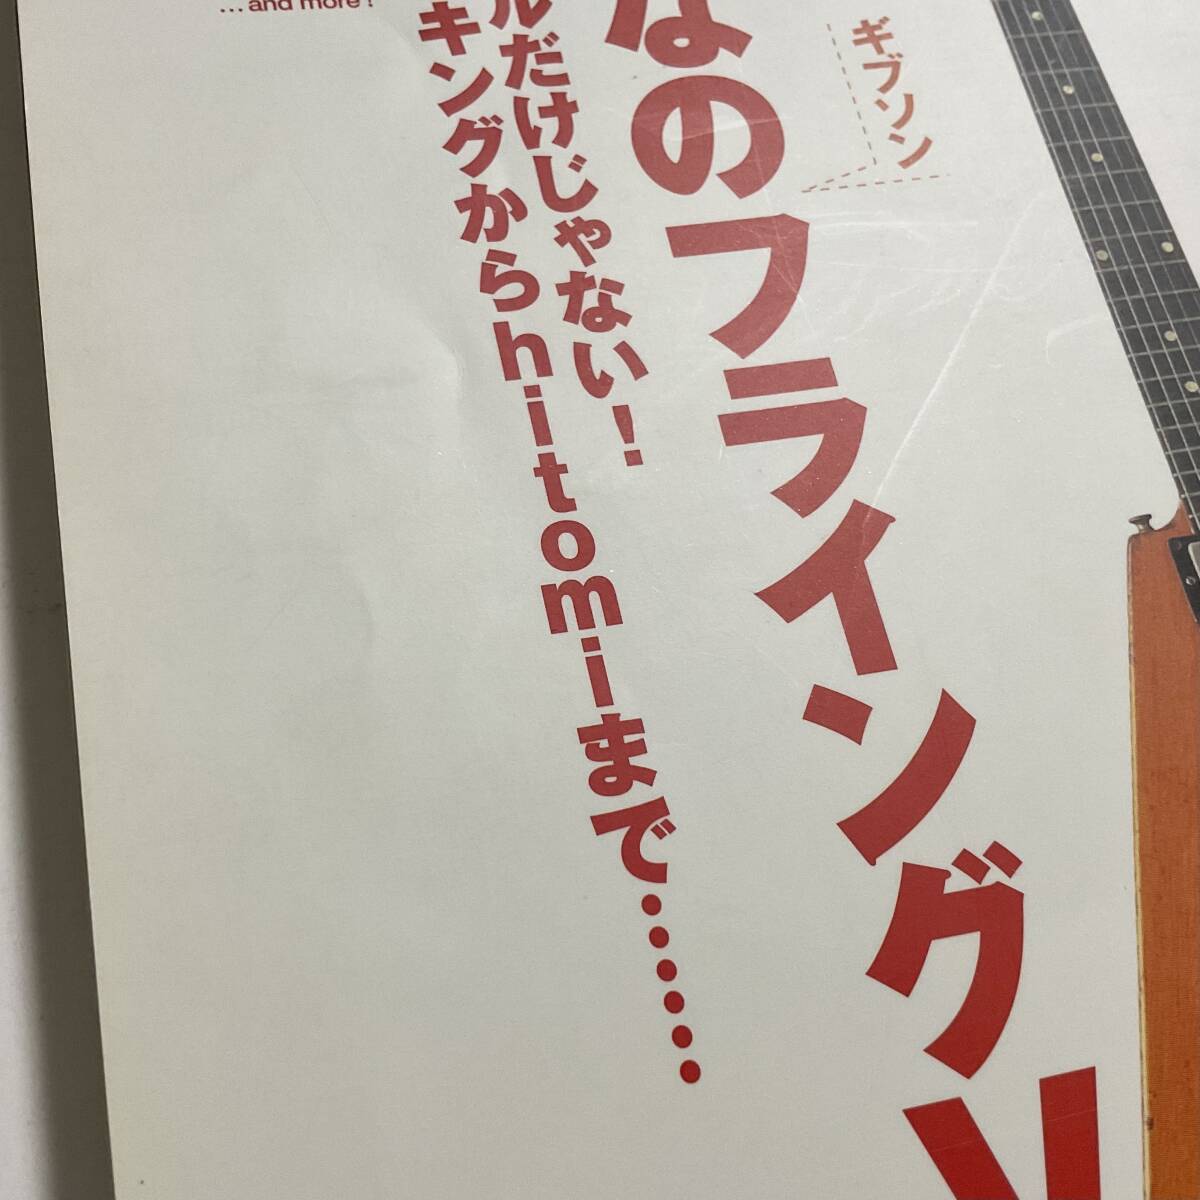 ...and more!
ギブソン
なのフライングV
ルだけじゃない!
キングからhitomiまで……